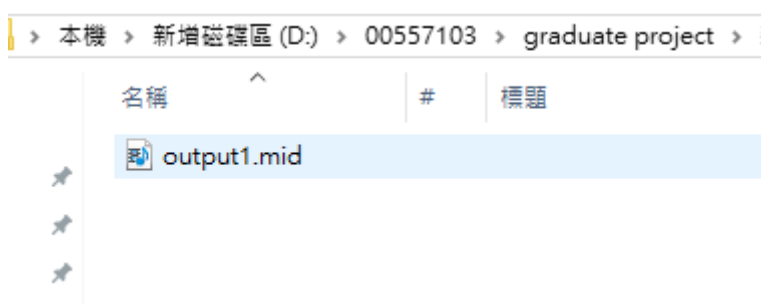 本機 > 新增磁碟區 (D:) > 00557103 > graduate project >
名稱 # 標題
output1.mid